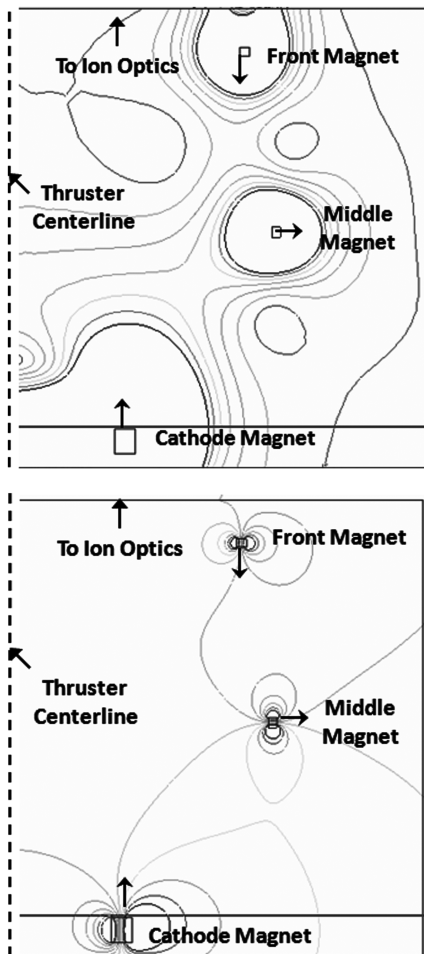 To Ion Optics
Front Magnet
Thruster
Centerline
Middle
Magnet
Cathode Magnet
To Ion Optics
Front Magnet
Thruster
Centerline
Middle
Magnet
Cathode Magnet